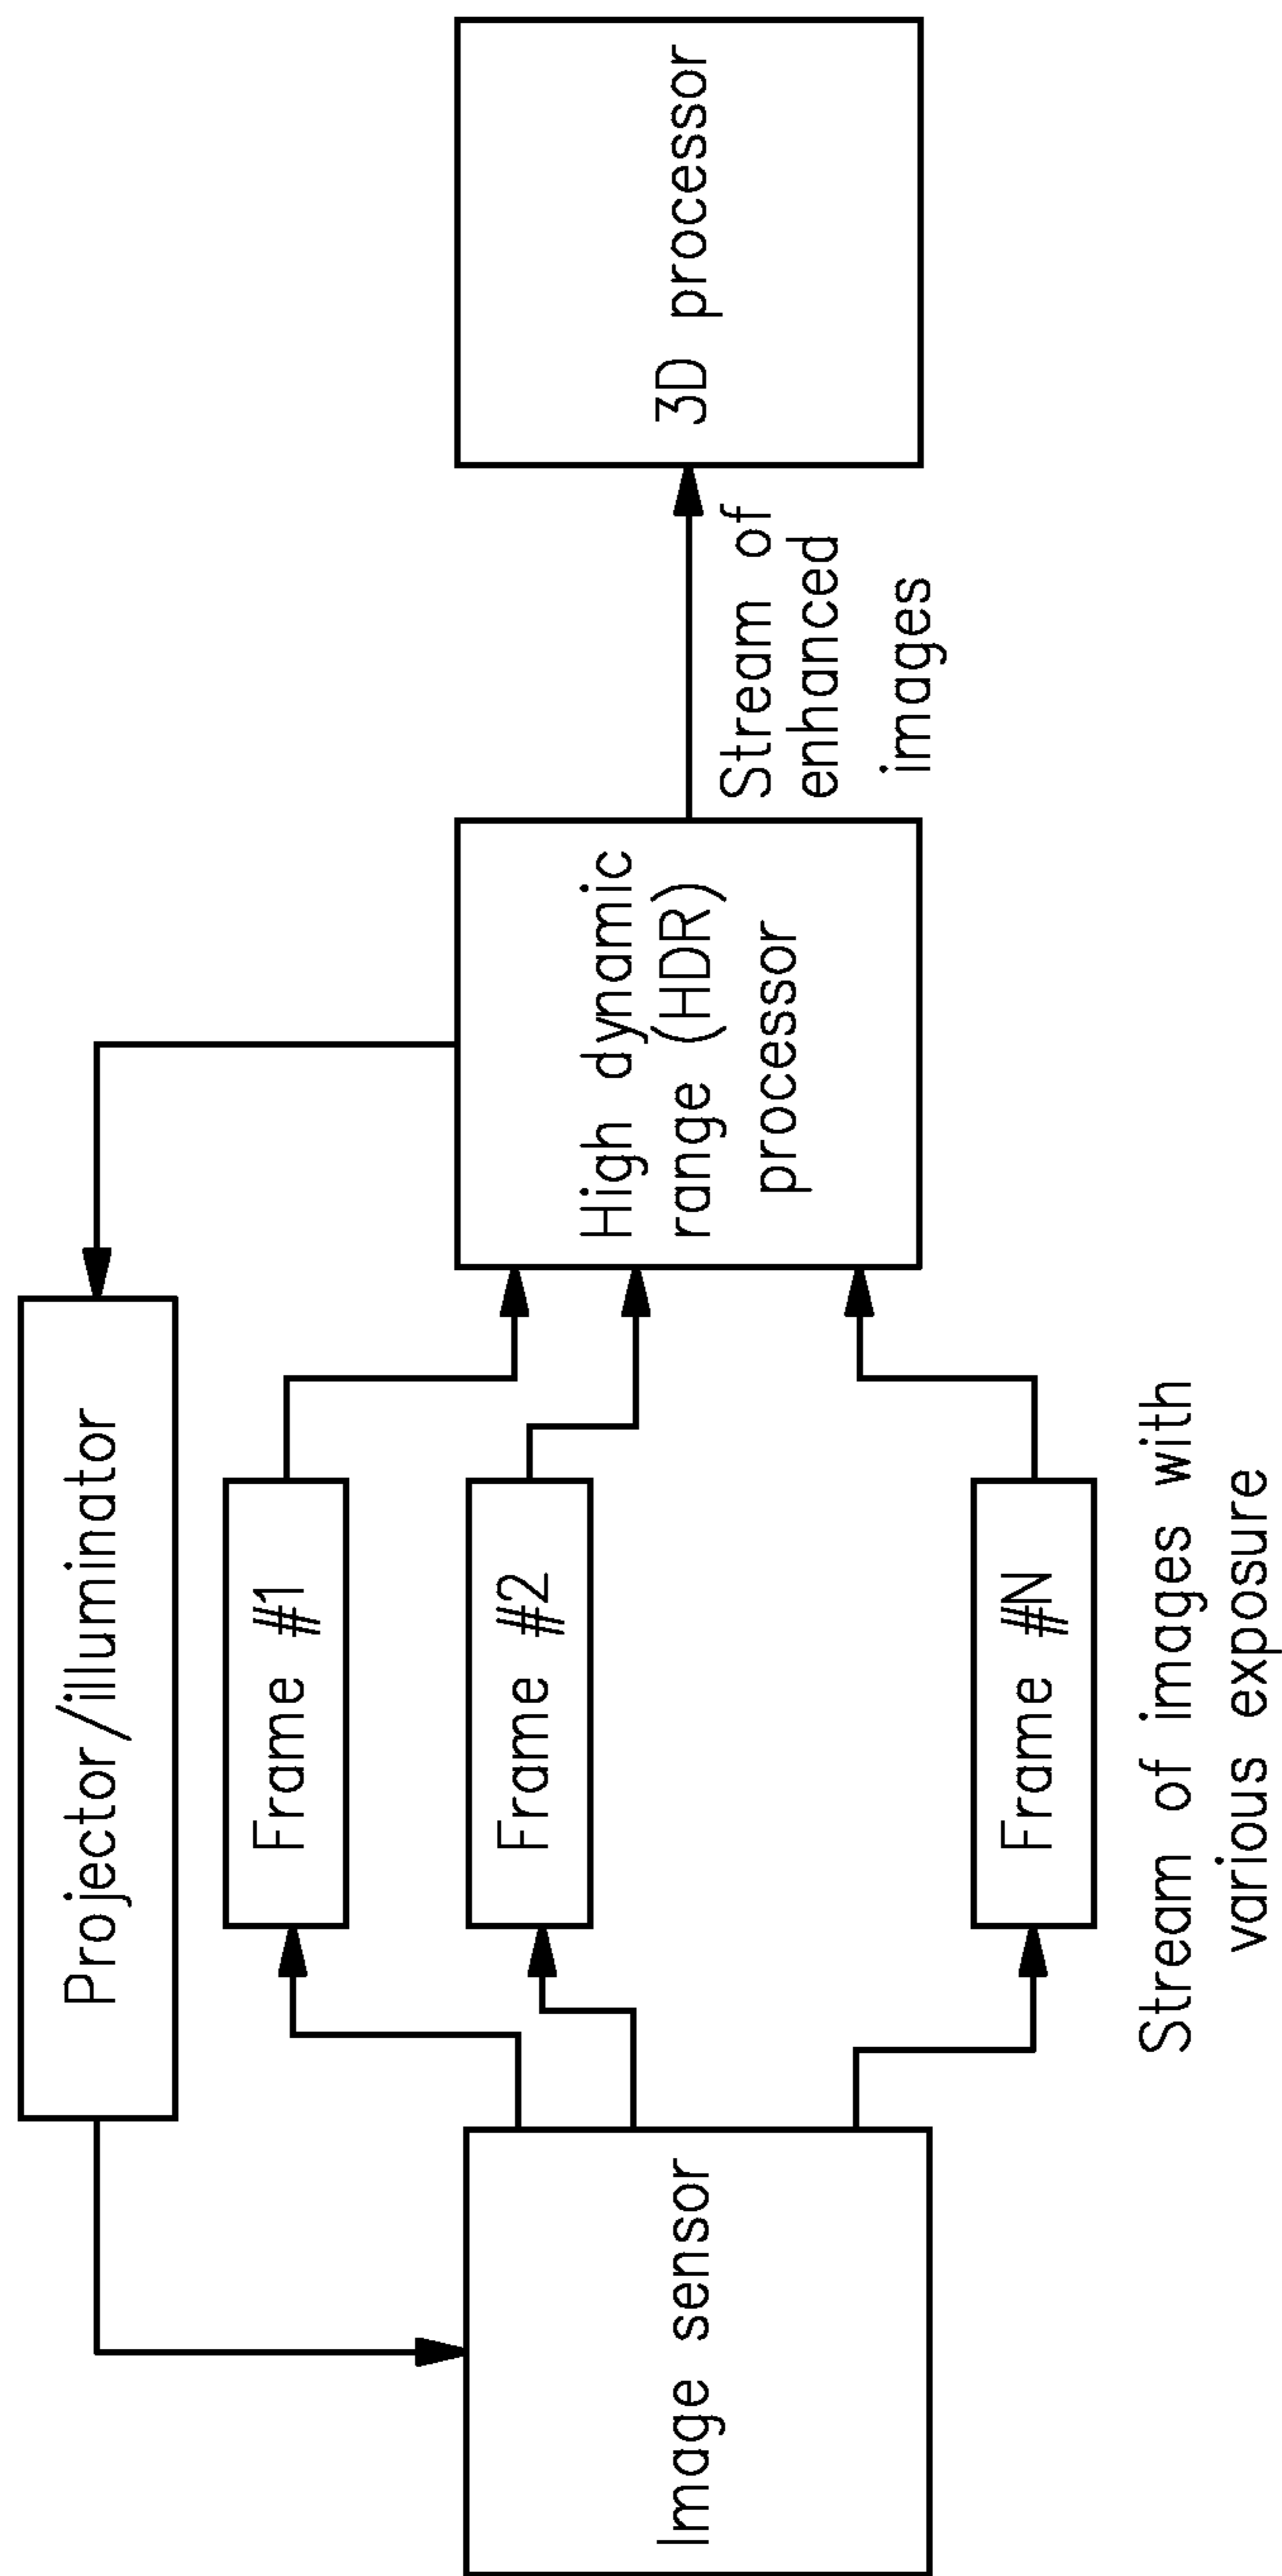 Projector/illuminator
Frame #1
Frame #2
Frame #N
Image sensor
Stream of images with
various exposure
High dynamic
range (HDR)
processor
Stream of
enhanced
images
3D processor